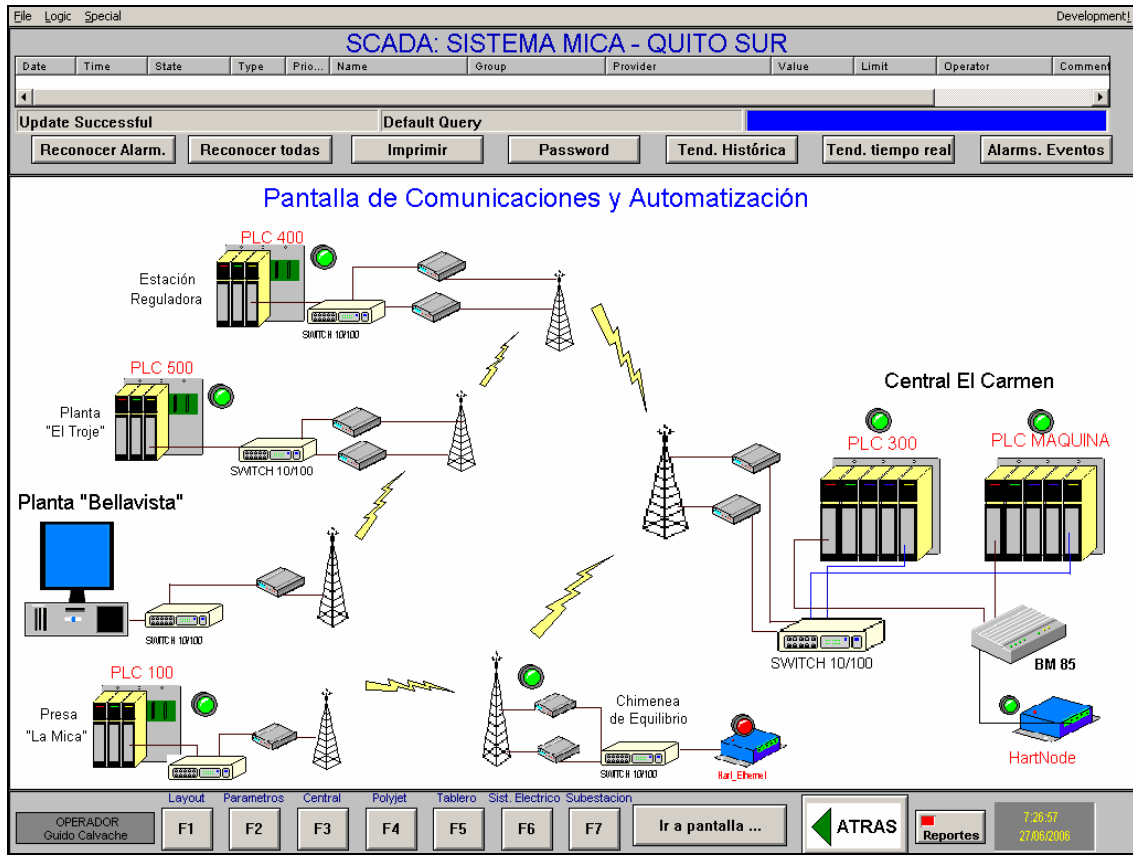 File Logic Special Development!
SCADA: SISTEMA MICA - QUITO SUR
Date Time State Type Prio... Name Group Provider Value Limit Operator Comment
Update Successful Default Query
Reconocer Alarm. Reconocer todas Imprimir Password Tend. Histórica Tend. tiempo real Alarms. Eventos
Pantalla de Comunicaciones y Automatización
PLC 400
Estación
Reguladora
SWITCH 10/100
PLC 500
Planta
"El Troje"
SWITCH 10/100
Central El Carmen
PLC 300 PLC MAQUINA
Planta "Bellavista"
SWITCH 10/100
SWITCH 10/100
BM 85
PLC 100
Presa
"La Mica"
Chimenea
de Equilibrio
SWITCH 10/100
Hart_Ethernet
HartNode
Layout Parametros Central Polyjet Tablero Sist. Electrico Subestacion
OPERADOR
Guido Calvache
F1 F2 F3 F4 F5 F6 F7 Ir a pantalla ... ATRAS Reportes
7:26:57
27/06/2006